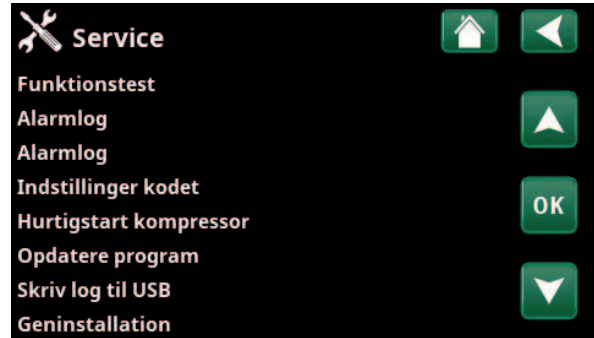 Service
Funktionstest
Alarmlog
Alarmlog
Indstillinger kodet
Hurtigstart kompressor
OK
Opdatere program
Skriv log til USB
Geninstallation